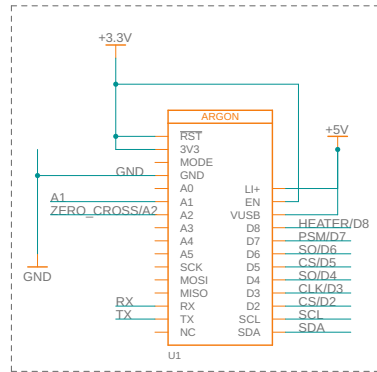 +3.3V
ARGON
+5V
RST
3V3
MODE
GND GND
A0 LI+
A1 A1 EN
ZERO_CROSS/A2 A2 VUSB
A3 D8 HEATER/D8
A4 D7 PSM/D7
A5 D6 SO/D6
SCK D5 CS/D5
MOSI D4 SO/D4
MISO D3 CLK/D3
RX RX D2 CS/D2
TX TX SCL SCL
NC SDA SDA
GND
U1